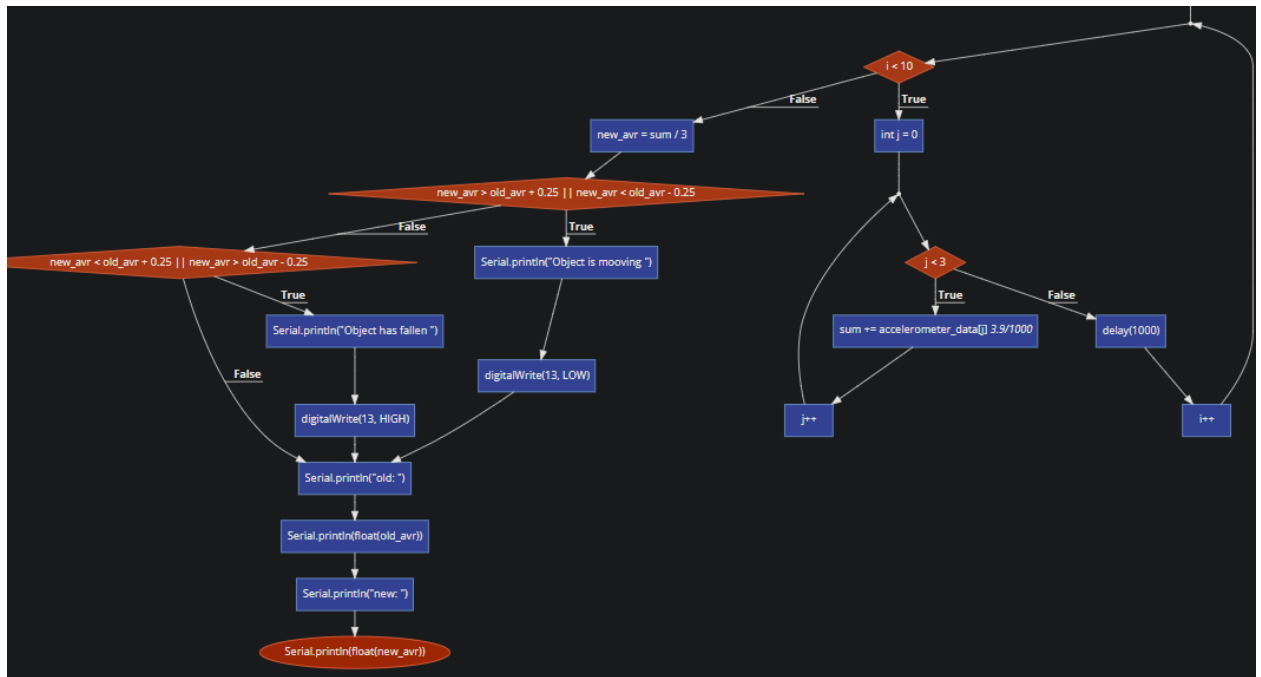 i < 10
False
True
new_avr = sum / 3
int j = 0
new_avr > old_avr + 0.25 || new_avr < old_avr - 0.25
False
True
new_avr < old_avr + 0.25 || new_avr > old_avr - 0.25
Serial.println("Object is mooving ")
j < 3
True
True
False
Serial.println("Object has fallen ")
sum += accelerometer_data[j] 3.9/1000
delay(1000)
False
digitalWrite(13, LOW)
digitalWrite(13, HIGH)
j++
i++
Serial.println("old: ")
Serial.println(float(old_avr))
Serial.println("new: ")
Serial.println(float(new_avr))